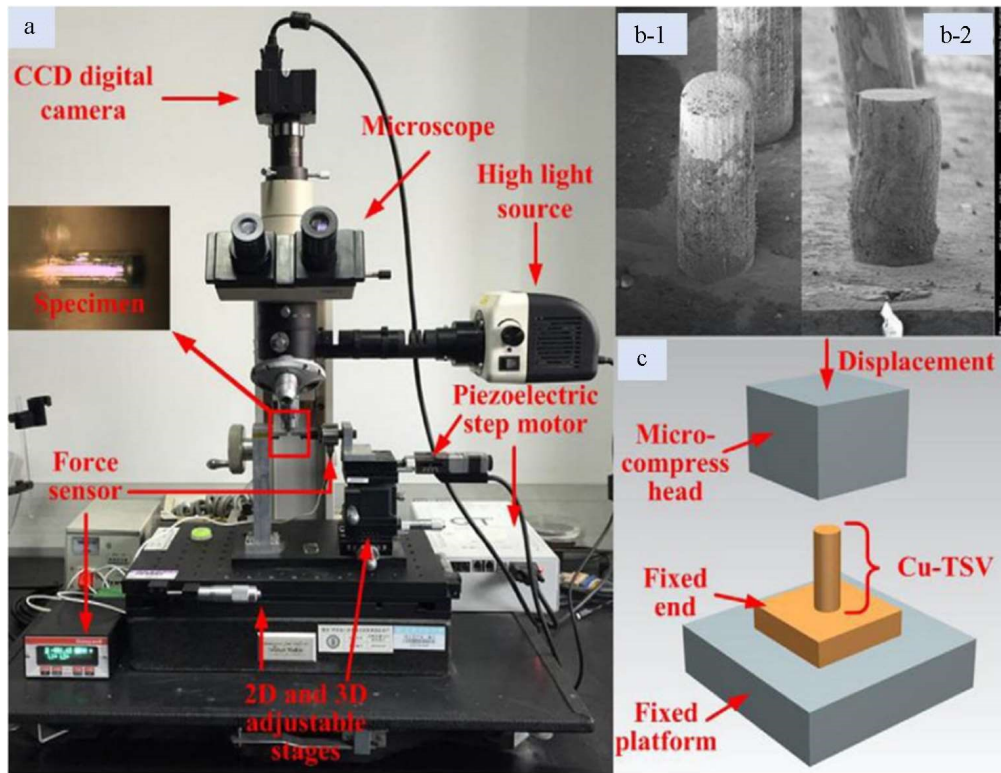 a
CCD digital
camera
Microscope
High light
source
Specimen
Piezoelectric
step motor
Force
sensor
2D and 3D
adjustable
stages
b-1
b-2
c
Displacement
Micro-
compress
head
Cu-TSV
Fixed
end
Fixed
platform